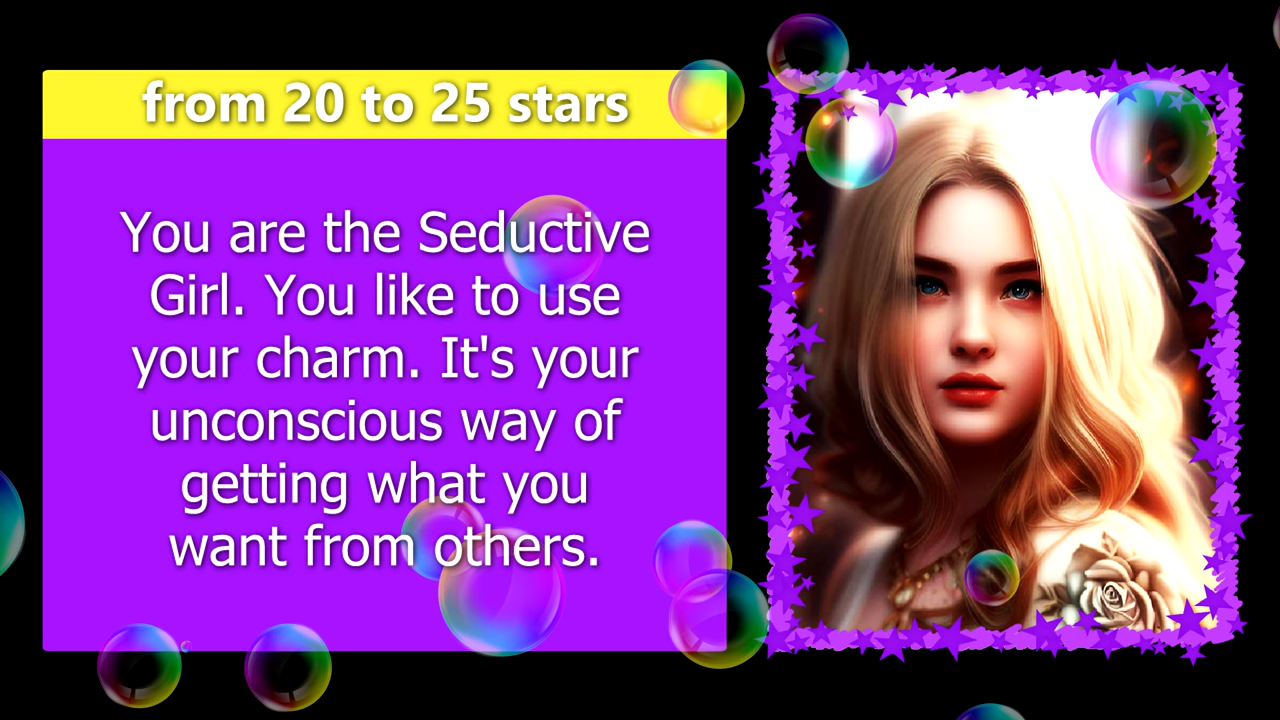 from 20 to 25 stars
You are the Seductive
Girl. You like to use
your charm. It's your
unconscious way of
getting what you
want from others.